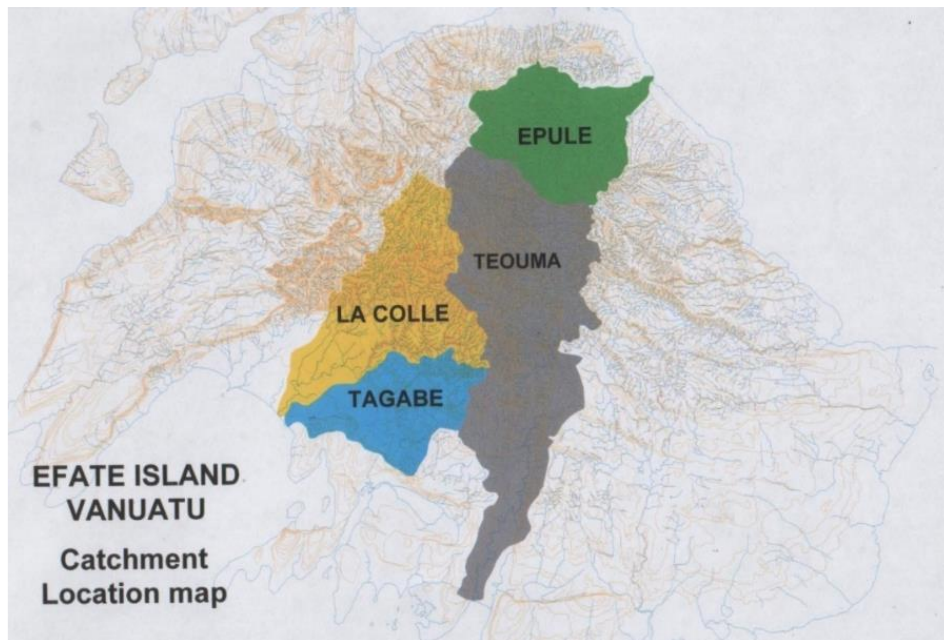 EPULE
TEOUMA
LA COLLE
TAGABE
EFATE ISLAND
VANUATU
Catchment
Location map